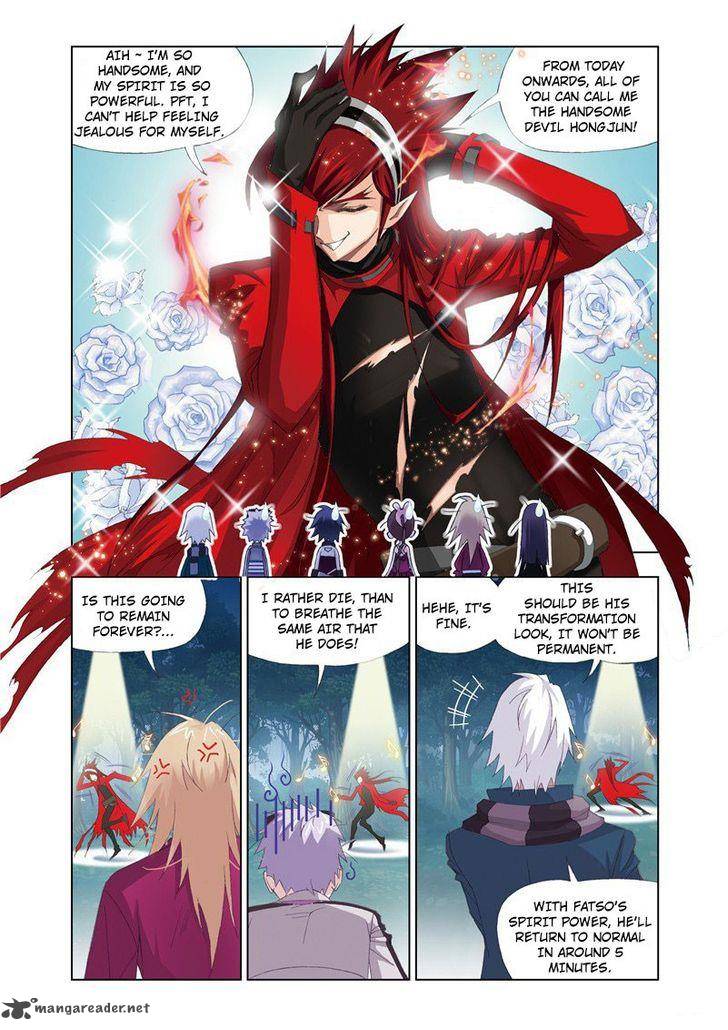 AIH ~ I'M SO
HANDSOME, AND
MY SPIRIT IS SO
POWERFUL. PFT, I
CAN'T HELP FEELING
JEALOUS FOR MYSELF.
FROM TODAY
ONWARDS, ALL OF
YOU CAN CALL ME
THE HANDSOME
DEVIL HONGJUN!
IS THIS GOING
TO REMAIN
FOREVER?...
I RATHER DIE, THAN
TO BREATHE THE
SAME AIR THAT
HE DOES!
HEHE, IT'S
FINE.
THIS
SHOULD BE HIS
TRANSFORMATION
LOOK, IT WON'T BE
PERMANENT.
WITH FATSO'S
SPIRIT POWER, HE'LL
RETURN TO NORMAL
IN AROUND 5
MINUTES.
mangareader.net